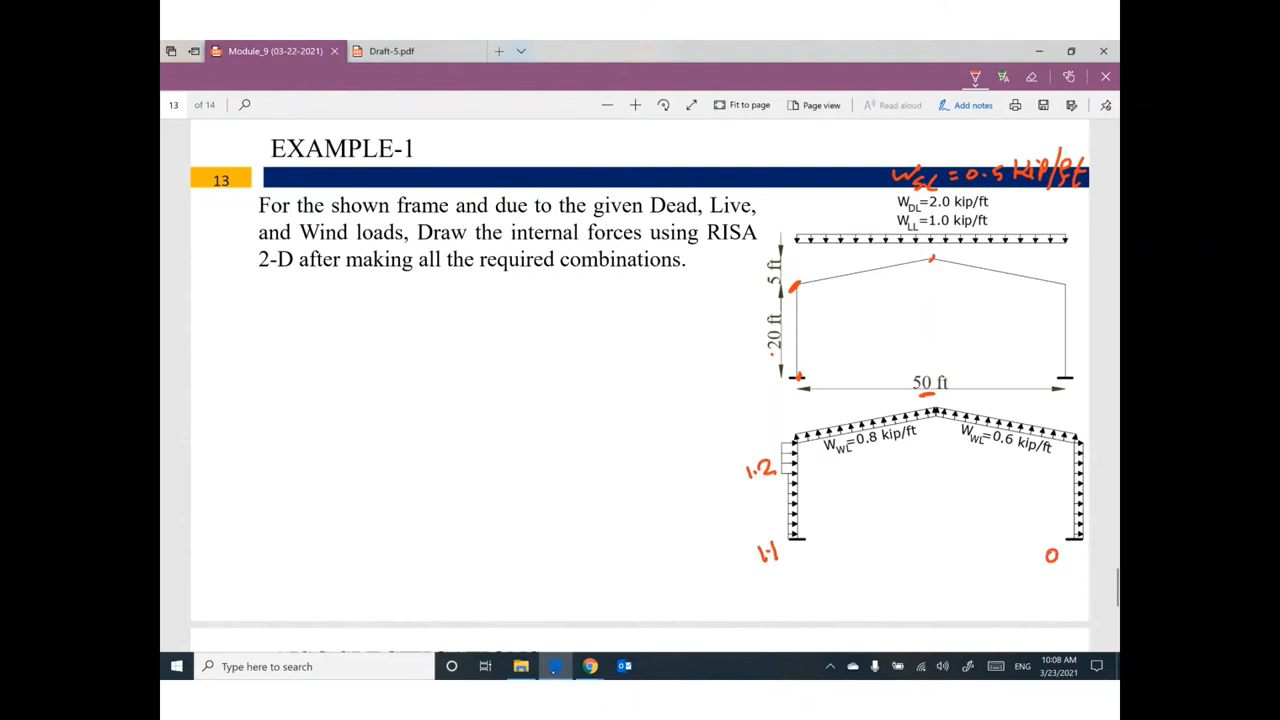 Module_9 (03-22-2021)
Draft-5.pdf
13 of 14
Fit to page
Page view
Read aloud
Add notes
EXAMPLE-1
13
For the shown frame and due to the given Dead, Live,
and Wind loads, Draw the internal forces using RISA
2-D after making all the required combinations.
W_SL = 0.5 kip/ft
W_DL=2.0 kip/ft
W_LL=1.0 kip/ft
5 ft
20 ft
50 ft
W_WL=0.8 kip/ft
W_WL=0.6 kip/ft
1.2
1.1
0
Type here to search
ENG
10:08 AM
3/23/2021